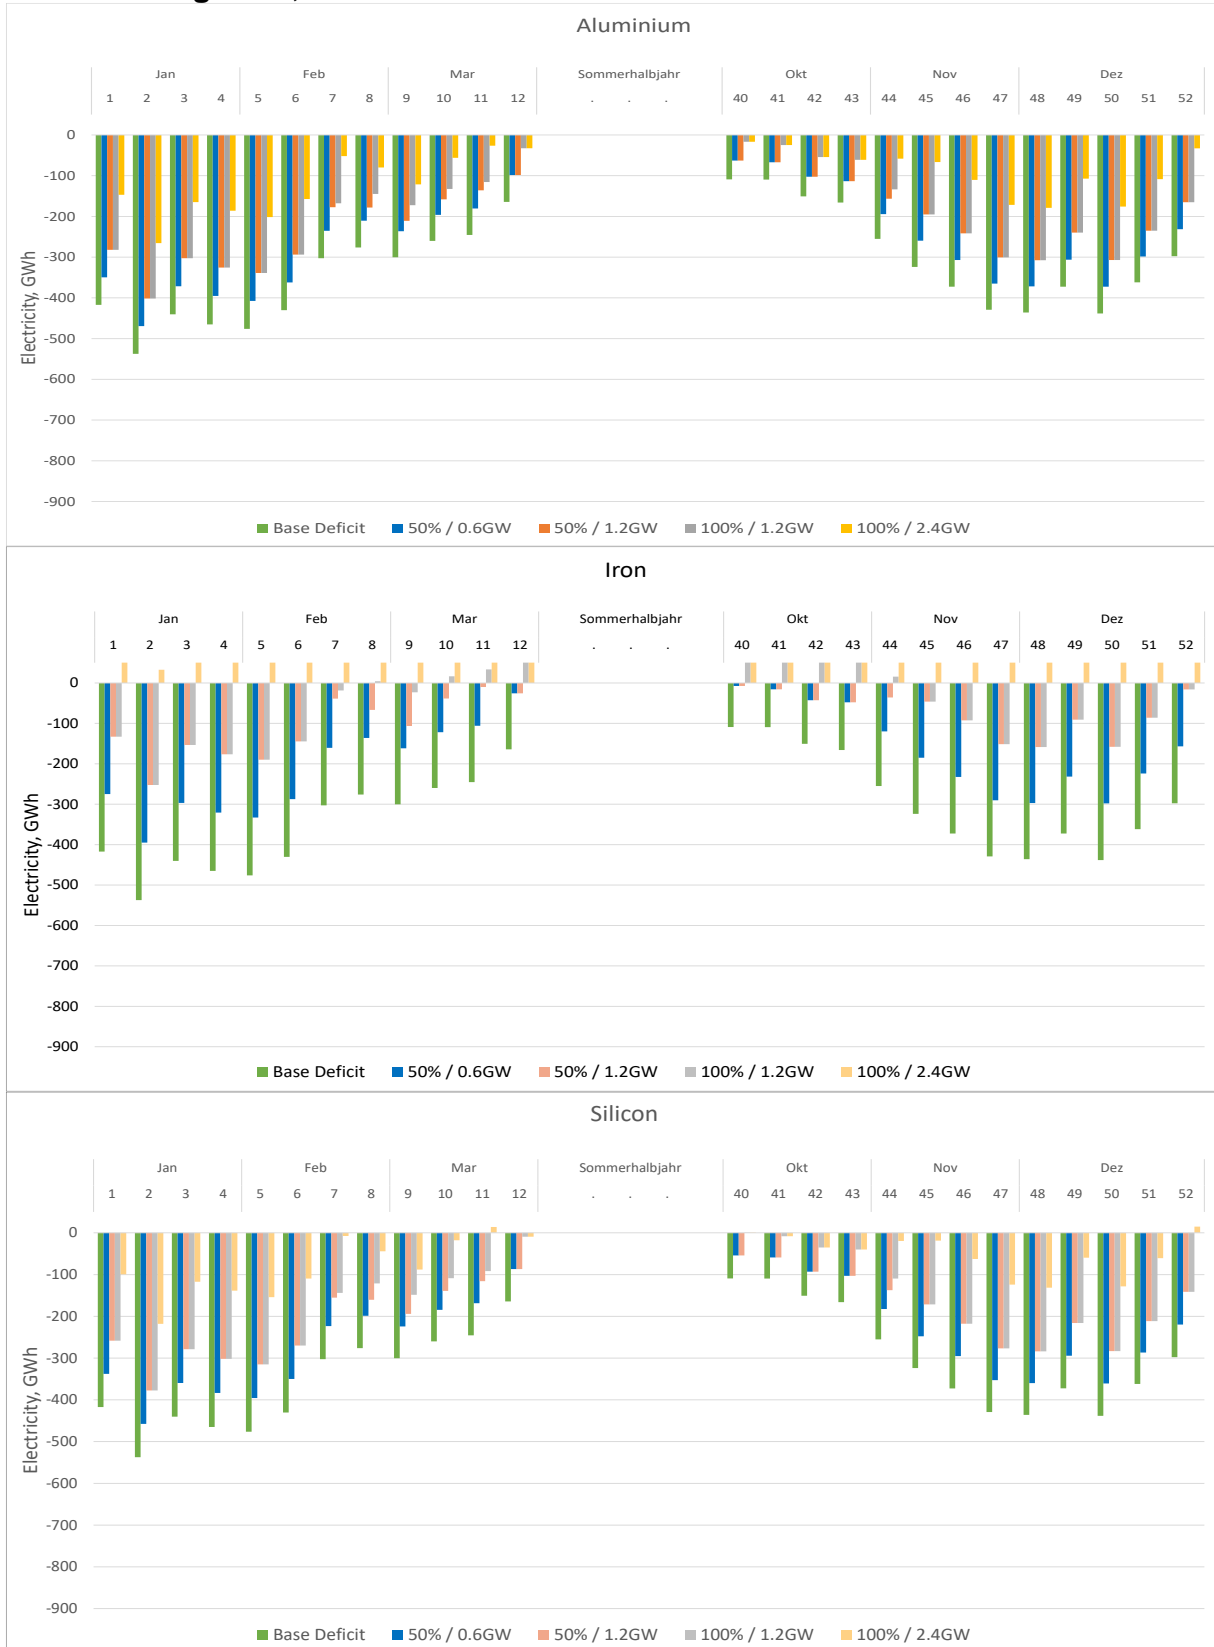 Aluminium
Jan Feb Mar Sommerhalbjahr Okt Nov Dez
1 2 3 4 5 6 7 8 9 10 11 12 . . . 40 41 42 43 44 45 46 47 48 49 50 51 52
0
-100
-200
-300
-400
-500
-600
-700
-800
-900
Electricity, GWh
Base Deficit 50% / 0.6GW 50% / 1.2GW 100% / 1.2GW 100% / 2.4GW
Iron
Jan Feb Mar Sommerhalbjahr Okt Nov Dez
1 2 3 4 5 6 7 8 9 10 11 12 . . . 40 41 42 43 44 45 46 47 48 49 50 51 52
0
-100
-200
-300
-400
-500
-600
-700
-800
-900
Electricity, GWh
Base Deficit 50% / 0.6GW 50% / 1.2GW 100% / 1.2GW 100% / 2.4GW
Silicon
Jan Feb Mar Sommerhalbjahr Okt Nov Dez
1 2 3 4 5 6 7 8 9 10 11 12 . . . 40 41 42 43 44 45 46 47 48 49 50 51 52
0
-100
-200
-300
-400
-500
-600
-700
-800
-900
Electricity, GWh
Base Deficit 50% / 0.6GW 50% / 1.2GW 100% / 1.2GW 100% / 2.4GW